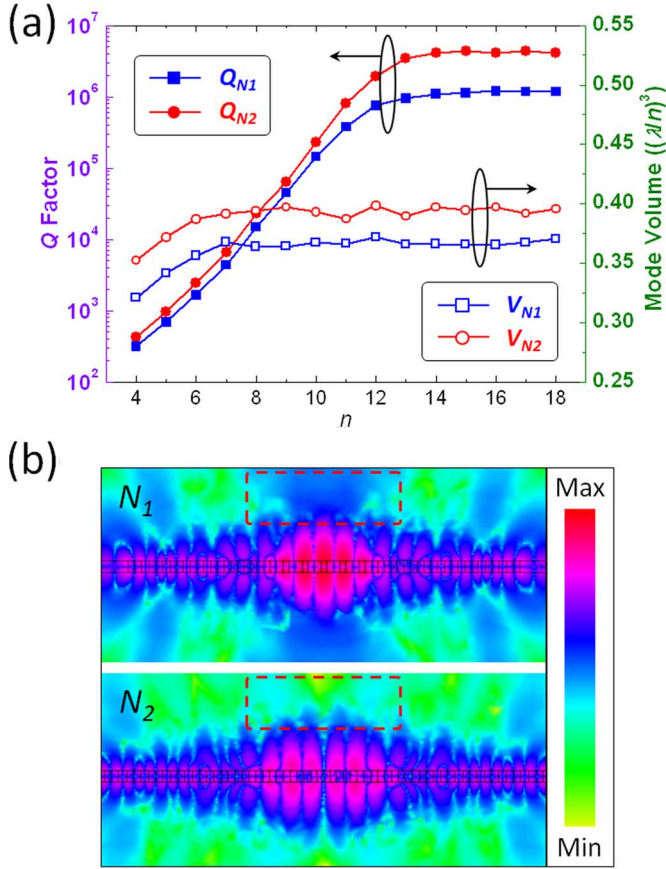 (a)
10^7
10^6
10^5
10^4
10^3
10^2
Q Factor
Q_N1
Q_N2
V_N1
V_N2
0.55
0.50
0.45
0.40
0.35
0.30
0.25
Mode Volume ((λ/n)^3
4 6 8 10 12 14 16 18
n
(b)
N_1
N_2
Max
Min